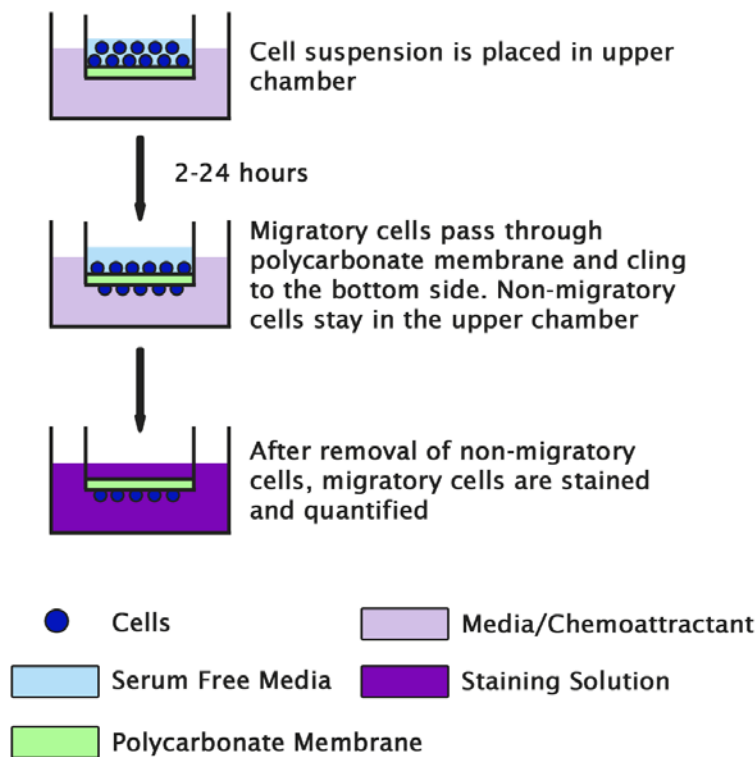 Cell suspension is placed in upper
chamber
2-24 hours
Migratory cells pass through
polycarbonate membrane and cling
to the bottom side. Non-migratory
cells stay in the upper chamber
After removal of non-migratory
cells, migratory cells are stained
and quantified
Cells
Media/Chemoattractant
Serum Free Media
Staining Solution
Polycarbonate Membrane